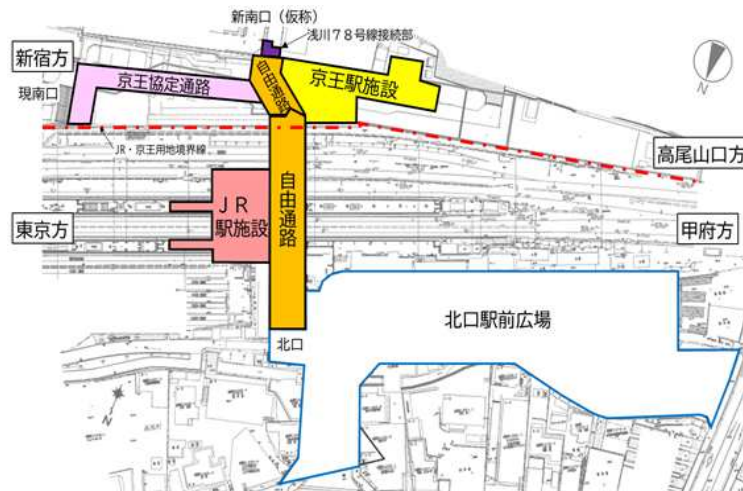 新南口（仮称）
浅川７８号線接続部
新宿方
京王協定通路
自由通路
京王駅施設
現南口
JR・京王用地境界線
高尾山口方
N
東京方
ＪＲ
駅施設
自由通路
甲府方
北口駅前広場
北口
N